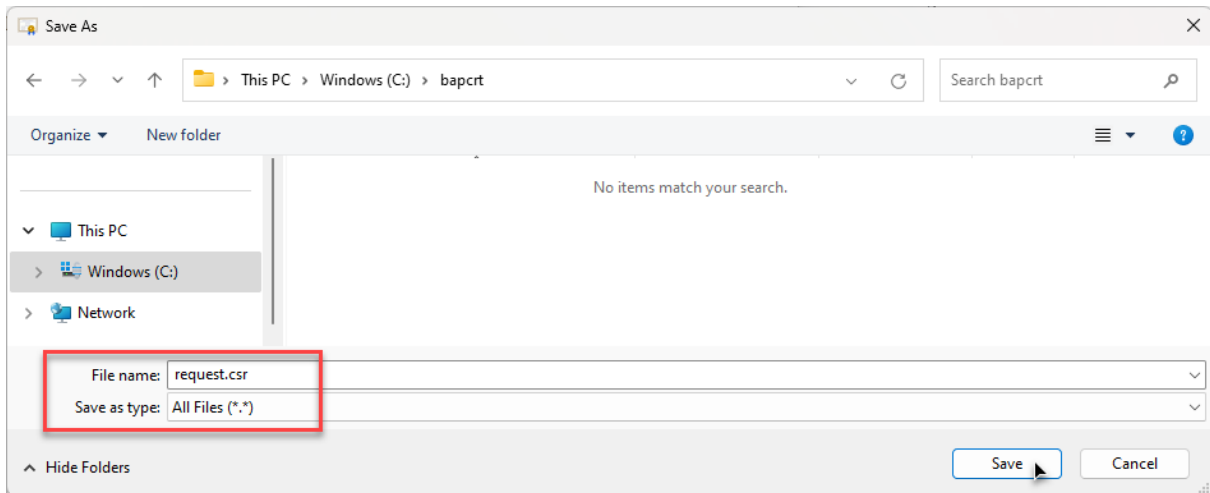 Save As
This PC > Windows (C:) > bapcrt
Search bapcrt
Organize
New folder
No items match your search.
This PC
Windows (C:)
Network
File name: request.csr
Save as type: All Files (*.*)
Hide Folders
Save
Cancel